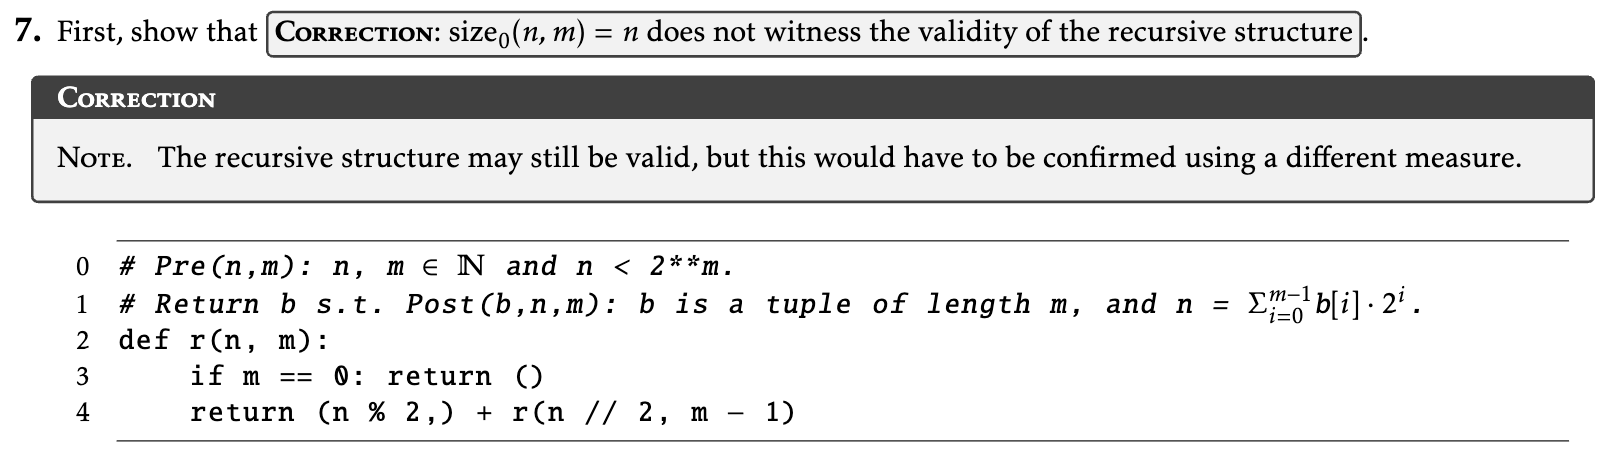 7. First, show that CORRECTION: size₀(n, m) = n does not witness the validity of the recursive structure.
CORRECTION
NOTE. The recursive structure may still be valid, but this would have to be confirmed using a different measure.
0 # Pre(n,m): n, m ∈ ℕ and n < 2**m.
1 # Return b s.t. Post(b,n,m): b is a tuple of length m, and n = Σ_{i=0}^{m−1} b[i] · 2^i.
2 def r(n, m):
3     if m == 0: return ()
4     return (n % 2,) + r(n // 2, m − 1)